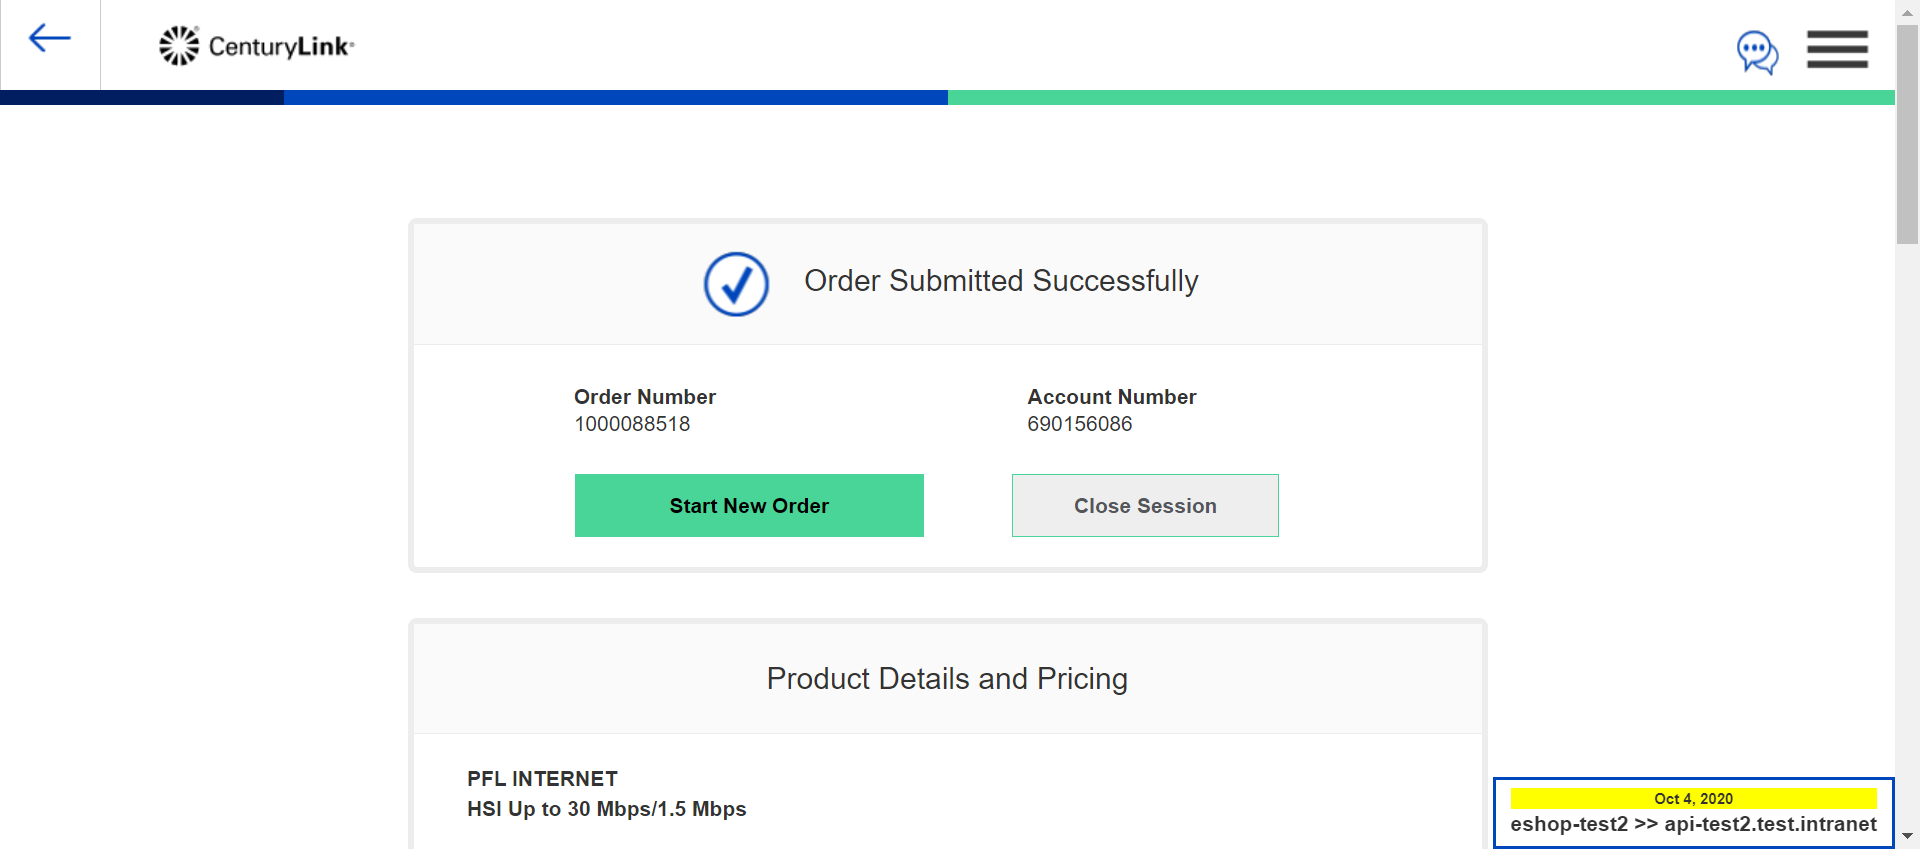 CenturyLink
Order Submitted Successfully
Order Number
1000088518
Account Number
690156086
Start New Order
Close Session
Product Details and Pricing
PFL INTERNET
HSI Up to 30 Mbps/1.5 Mbps
Oct 4, 2020
eshop-test2 >> api-test2.test.intranet